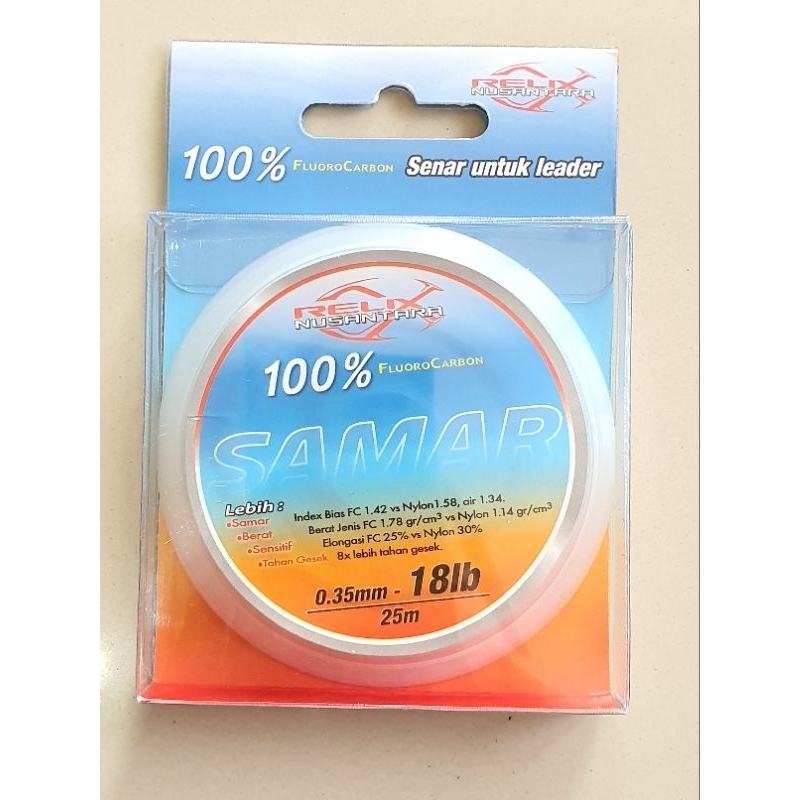 RELIX
NUSANTARA
100% FLUOROCARBON Senar untuk leader
RELIX
NUSANTARA
100% FLUOROCARBON
SAMAR
Lebih :
•Samar Index Bias FC 1.42 vs Nylon1.58, air 1.34.
•Berat Berat Jenis FC 1.78 gr/cm³ vs Nylon 1.14 gr/cm³
•Sensitif Elongasi FC 25% vs Nylon 30%
•Tahan Gesek 8x lebih tahan gesek.
0.35mm - 18lb
25m